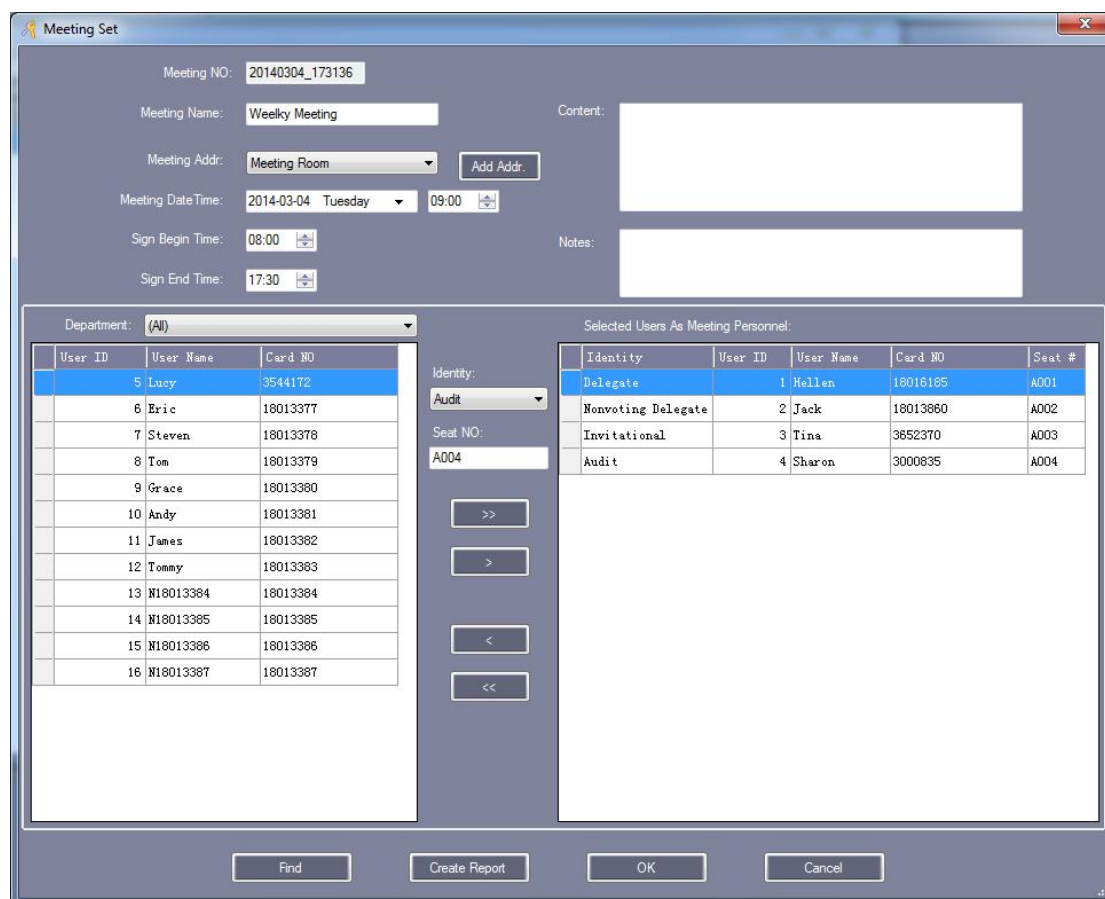 Meeting Set
Meeting NO: 20140304_173136
Meeting Name: Weelky Meeting
Content:
Meeting Addr: Meeting Room Add Addr.
Meeting DateTime: 2014-03-04 Tuesday 09:00
Sign Begin Time: 08:00
Notes:
Sign End Time: 17:30
Department: (All)
Selected Users As Meeting Personnel:
User ID User Name Card NO
5 Lucy 3544172
6 Eric 18013377
7 Steven 18013378
8 Tom 18013379
9 Grace 18013380
10 Andy 18013381
11 James 18013382
12 Tommy 18013383
13 N18013384 18013384
14 N18013385 18013385
15 N18013386 18013386
16 N18013387 18013387
Identity:
Audit
Seat NO:
A004
>>
>
<
<<
Identity User ID User Name Card NO Seat #
Delegate 1 Hellen 18016185 A001
Nonvoting Delegate 2 Jack 18013860 A002
Invitational 3 Tina 3652370 A003
Audit 4 Sharon 3000835 A004
Find Create Report OK Cancel